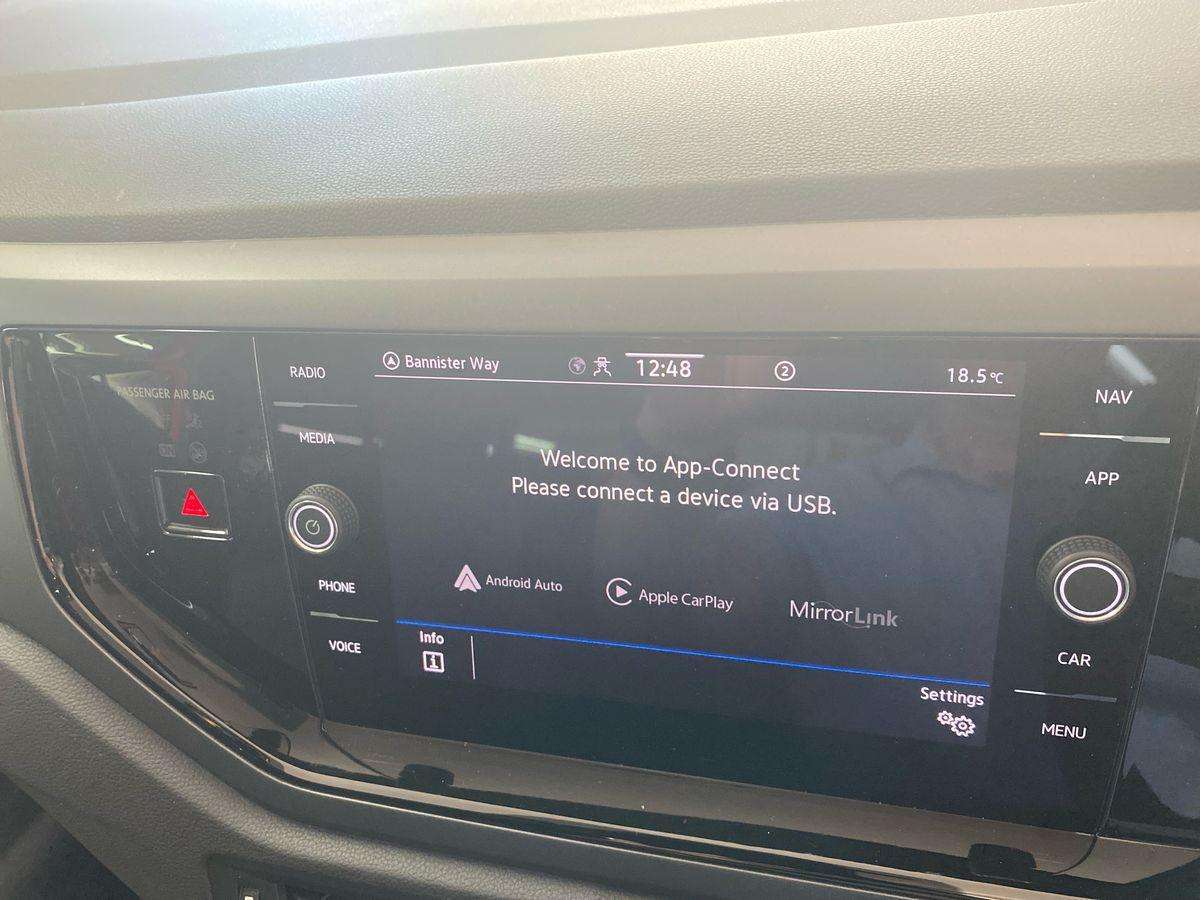 PASSENGER AIR BAG
ON
RADIO
MEDIA
PHONE
VOICE
Bannister Way
12:48
2
18.5°C
Welcome to App-Connect
Please connect a device via USB.
Android Auto
Apple CarPlay
MirrorLink
Info
Settings
NAV
APP
CAR
MENU